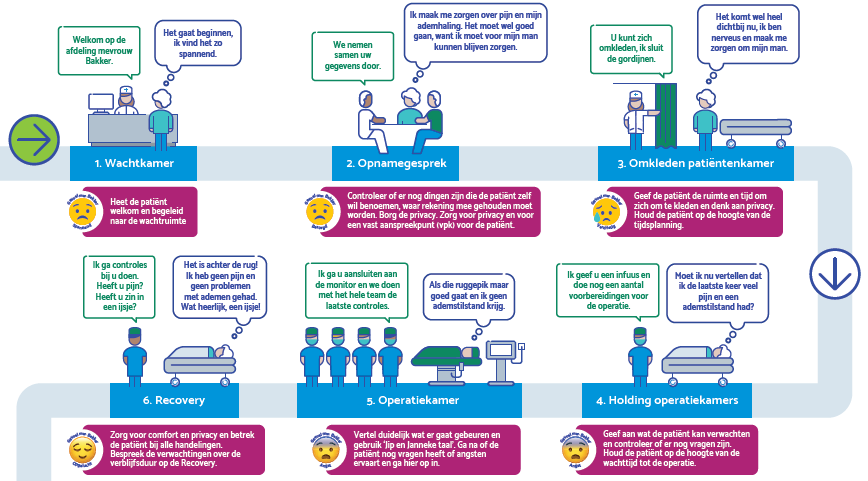 Welkom op de
afdeling mevrouw
Bakker.
Het gaat beginnen,
ik vind het zo
spannend.
1. Wachtkamer
Heet de patiënt
welkom en begeleid
naar de wachtruimte
We nemen
samen uw
gegevens door.
Ik maak me zorgen over pijn en mijn
ademhaling. Het moet wel goed
gaan, want ik moet voor mijn man
kunnen blijven zorgen.
2. Opnamegesprek
Controleer of er nog dingen zijn die de patiënt zelf
wil benoemen, waar rekening mee gehouden moet
worden. Borg de privacy. Zorg voor privacy en voor
een vast aanspreekpunt (vpk) voor de patiënt.
U kunt zich
omkleden, ik sluit
de gordijnen.
Het komt wel heel
dichtbij nu, ik ben
nerveus en maak me
zorgen om mijn man.
3. Omkleden patiëntenkamer
Geef de patiënt de ruimte en tijd om
zich om te kleden en denk aan privacy.
Houd de patiënt op de hoogte van de
tijdsplanning.
Ik geef u een infuus en
doe nog een aantal
voorbereidingen voor
de operatie.
Moet ik nu vertellen dat
ik de laatste keer veel
pijn en een
ademstilstand had?
4. Holding operatiekamers
Geef aan wat de patiënt kan verwachten
en controleer of er nog vragen zijn.
Houd de patiënt op de hoogte van de
wachttijd tot de operatie.
Ik ga u aansluiten aan
de monitor en we doen
met het hele team de
laatste controles.
Als die ruggepik maar
goed gaat en ik geen
ademstilstand krijg.
5. Operatiekamer
Vertel duidelijk wat er gaat gebeuren en
gebruik ‘Jip en Janneke taal’. Ga na of de
patiënt nog vragen heeft of angsten
ervaart en ga hier op in.
Ik ga controles
bij u doen.
Heeft u pijn?
Heeft u zin in
een ijsje?
Het is achter de rug!
Ik heb geen pijn en
geen problemen
met ademen gehad.
Wat heerlijk, een ijsje!
6. Recovery
Zorg voor comfort en privacy en betrek
de patiënt bij alle handelingen.
Bespreek de verwachtingen over de
verblijfsduur op de Recovery.